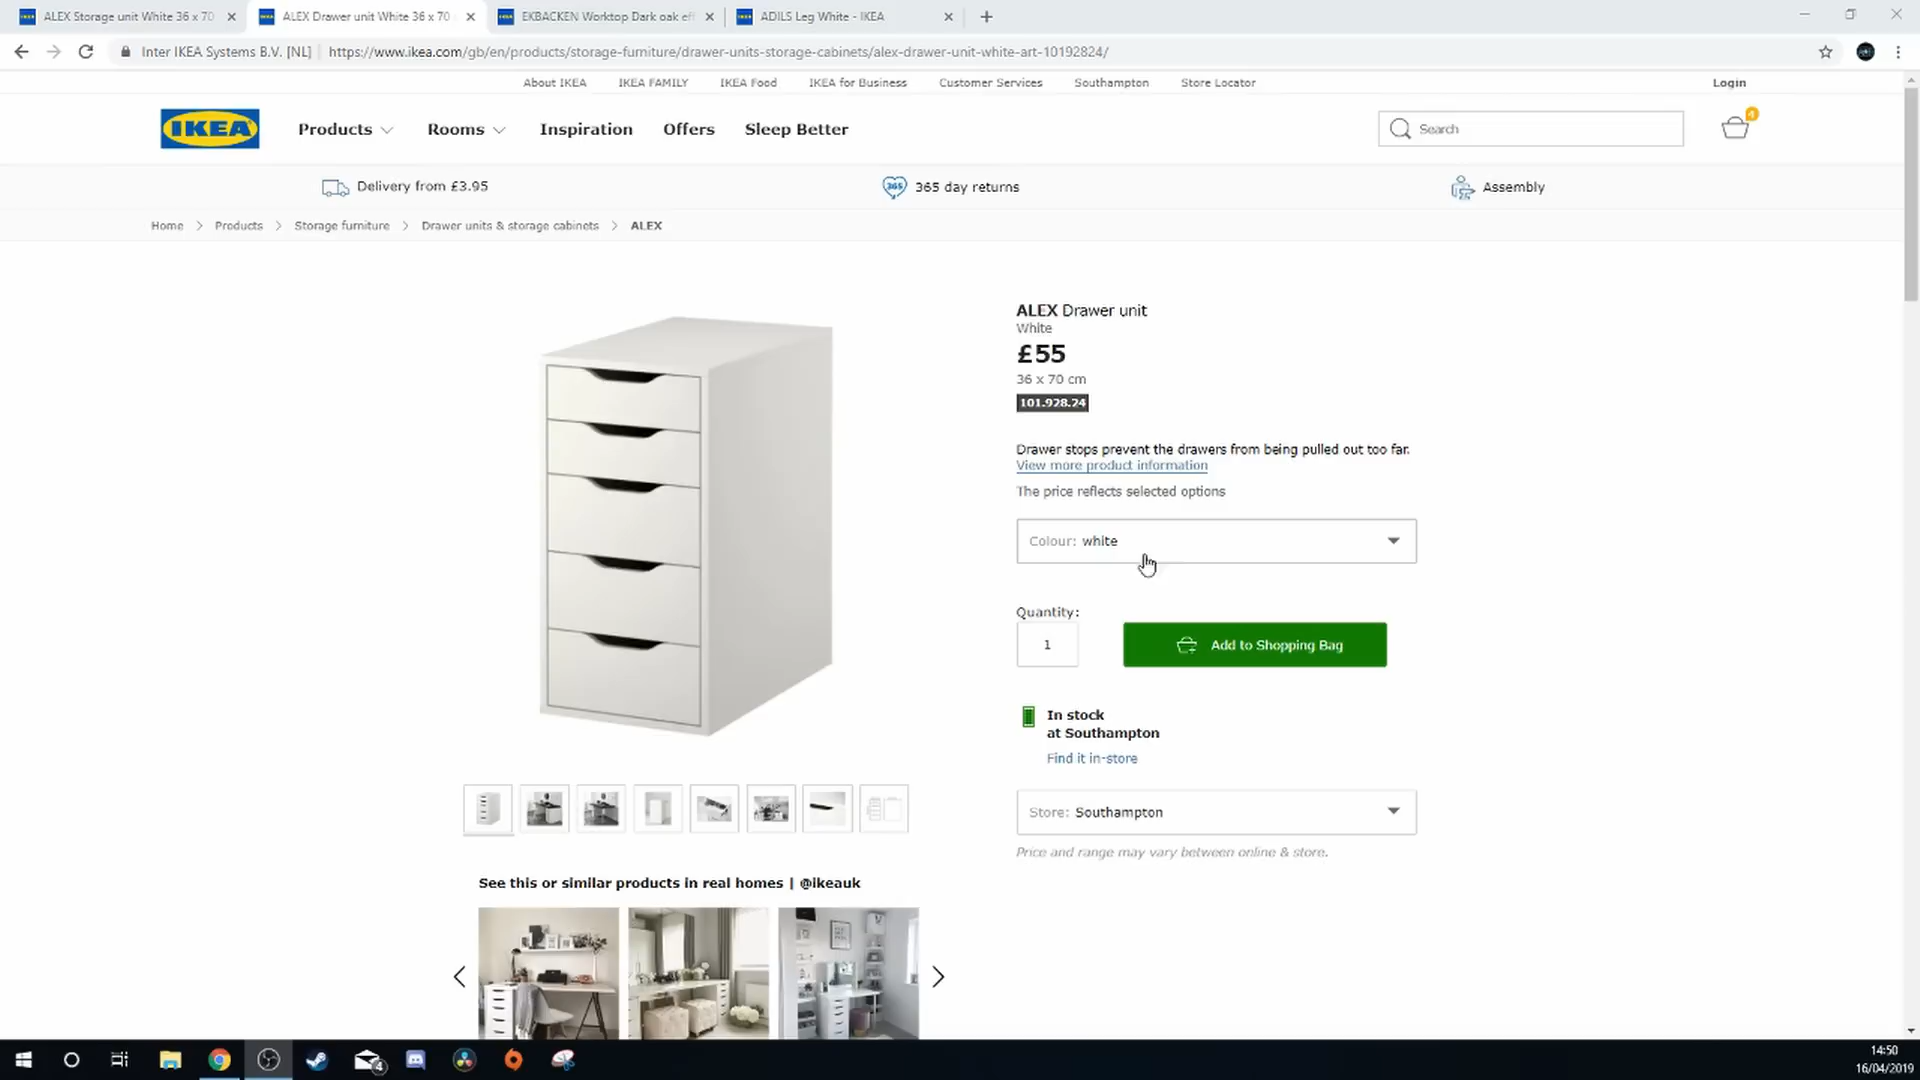 ALEX Storage unit White 36 x 70
ALEX Drawer unit White 36 x 70
EKBACKEN Worktop Dark oak eff
ADILS Leg White - IKEA
Inter IKEA Systems B.V. [NL] https://www.ikea.com/gb/en/products/storage-furniture/drawer-units-storage-cabinets/alex-drawer-unit-white-art-10192824/
About IKEA IKEA FAMILY IKEA Food IKEA for Business Customer Services Southampton Store Locator Login
IKEA Products Rooms Inspiration Offers Sleep Better Search 4
Delivery from £3.95 365 365 day returns Assembly
Home > Products > Storage furniture > Drawer units & storage cabinets > ALEX
ALEX Drawer unit
White
£55
36 x 70 cm
101.928.24
Drawer stops prevent the drawers from being pulled out too far.
View more product information
The price reflects selected options
Colour: white
Quantity:
1 Add to Shopping Bag
In stock
at Southampton
Find it in-store
Store: Southampton
Price and range may vary between online & store.
See this or similar products in real homes | @ikeauk
4
14:50
16/04/2019